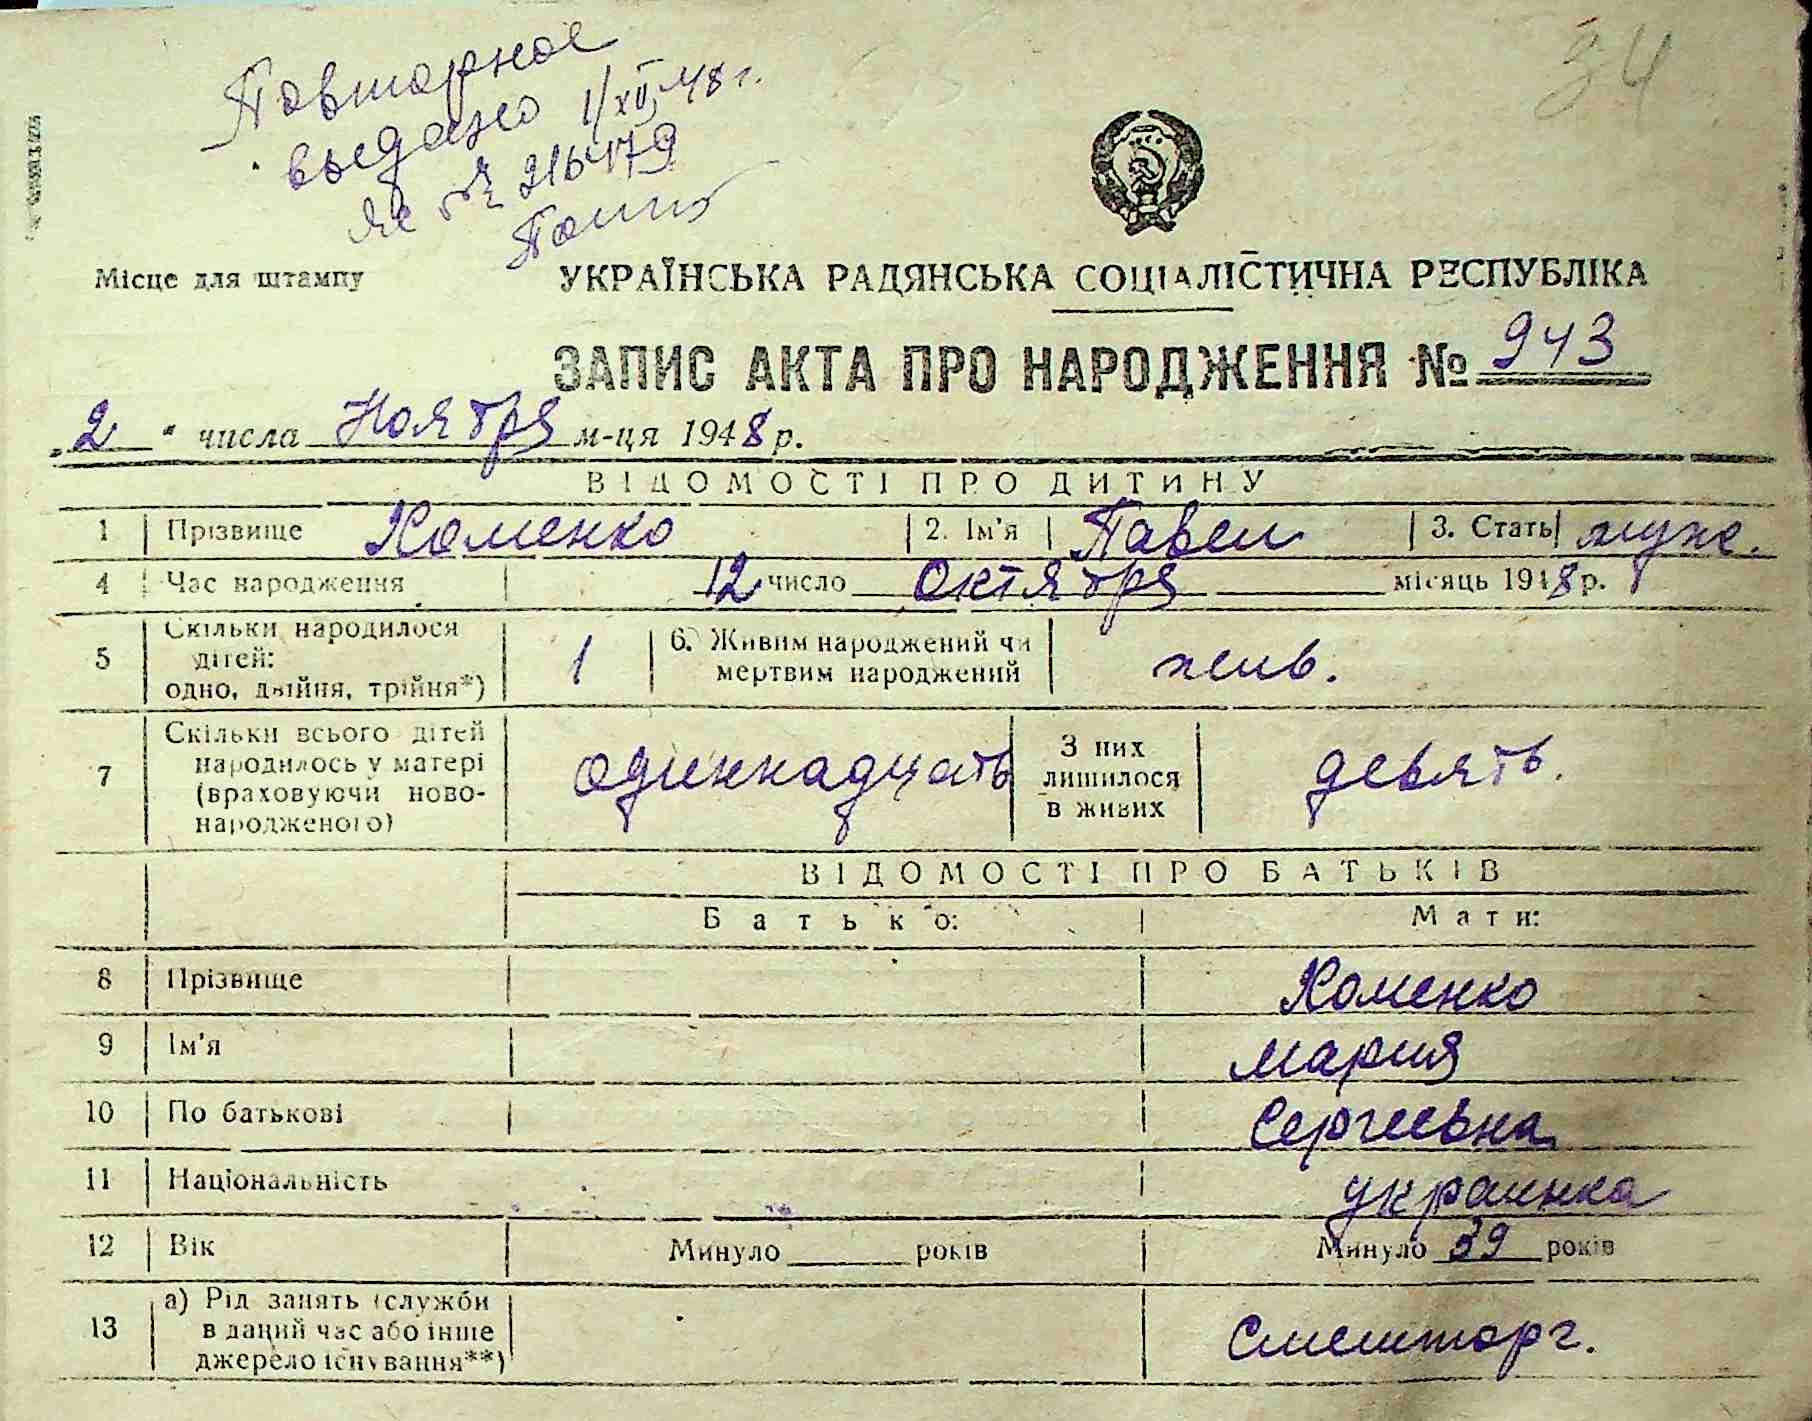 34
Повторное
выдано 1/XII 48 г.
216479
Місце для штампу
УКРАЇНСЬКА РАДЯНСЬКА СОЦІАЛІСТИЧНА РЕСПУБЛІКА
ЗАПИС АКТА ПРО НАРОДЖЕННЯ № 943
„2“ числа Ноября м-ця 1948 р.
ВІДОМОСТІ ПРО ДИТИНУ
1 Прізвище Хоменко 2. Ім'я Павел 3. Стать муж.
4 Час народження 12 число Октября місяць 1948 р.
5 Скільки народилося дітей: одно, двійня, трійня*) 1 6. Живим народжений чи мертвим народжений жив.
7 Скільки всього дітей народилось у матері (враховуючи ново-народженого) одиннадцать З них лишилося в живих девять.
ВІДОМОСТІ ПРО БАТЬКІВ
Батько: Мати:
8 Прізвище Хоменко
9 Ім'я Мария
10 По батькові Сергеевна
11 Національність украинка
12 Вік Минуло року років Минуло 39 років
13 а) Рід занять (служби в даний час або інше джерело існування**) Смешторг.